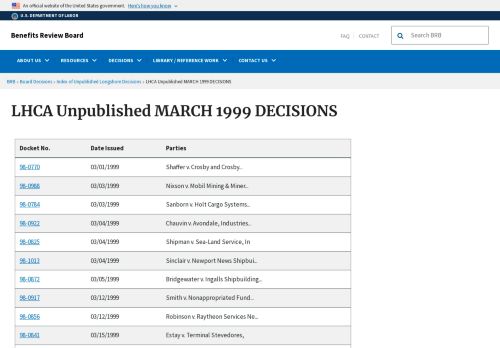 An official website of the United States government. Here's how you know
U.S. DEPARTMENT OF LABOR
Benefits Review Board
FAQ CONTACT
Search BRB
ABOUT US RESOURCES DECISIONS LIBRARY / REFERENCE WORK CONTACT US
BRB › Board Decisions › Index of Unpublished Longshore Decisions › LHCA Unpublished MARCH 1999 DECISIONS
LHCA Unpublished MARCH 1999 DECISIONS
Docket No. Date Issued Parties
98-0770 03/01/1999 Shaffer v. Crosby and Crosby..
98-0988 03/03/1999 Nixson v. Mobil Mining & Miner..
98-0784 03/03/1999 Sanborn v. Holt Cargo Systems..
98-0922 03/04/1999 Chauvin v. Avondale, Industries..
98-0825 03/04/1999 Shipman v. Sea-Land Service, In
98-1013 03/04/1999 Sinclair v. Newport News Shipbui..
98-0872 03/05/1999 Bridgewater v. Ingalls Shipbuilding..
98-0917 03/12/1999 Smith v. Nonappropriated Fund..
98-0856 03/12/1999 Robinson v. Raytheon Services Ne..
98-0841 03/15/1999 Estay v. Terminal Stevedores,